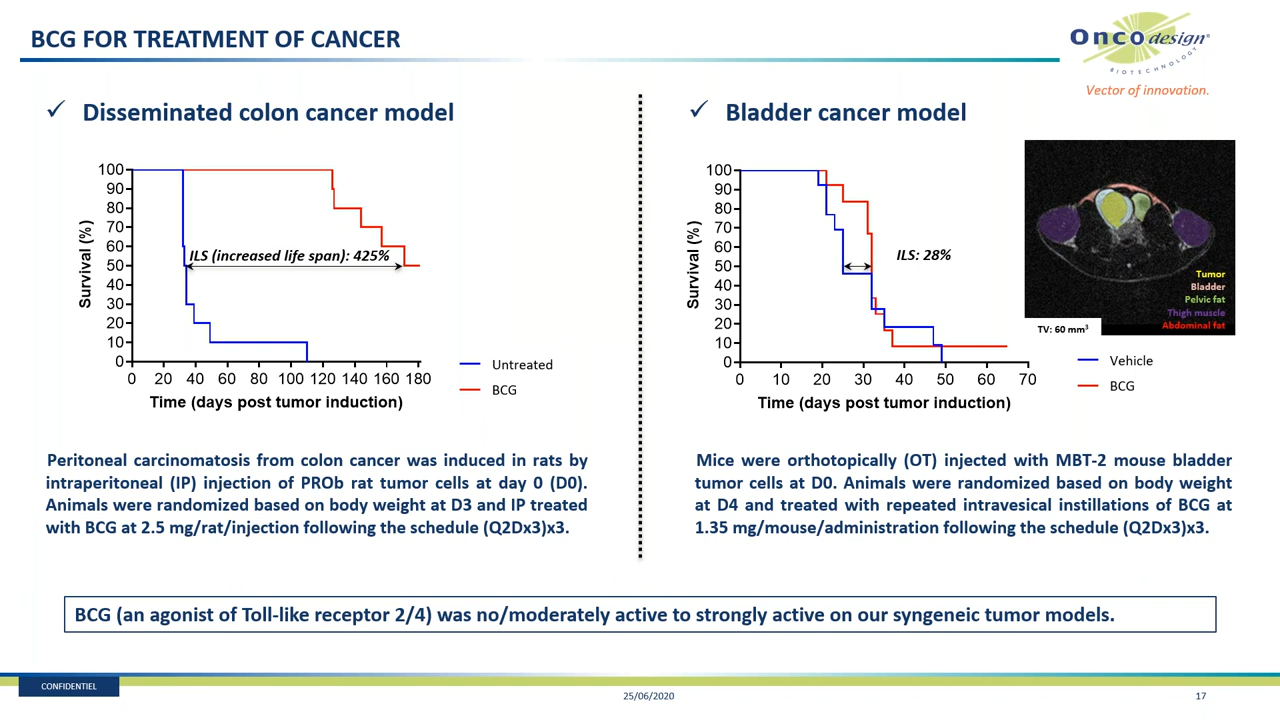 BCG FOR TREATMENT OF CANCER
Oncodesign®
BIOTECHNOLOGY
Vector of innovation.
✓ Disseminated colon cancer model
100
90
80
70
60
50
40
30
20
10
0
Survival (%)
ILS (increased life span): 425%
0 20 40 60 80 100 120 140 160 180
Time (days post tumor induction)
Untreated
BCG
Peritoneal carcinomatosis from colon cancer was induced in rats by
intraperitoneal (IP) injection of PROb rat tumor cells at day 0 (D0).
Animals were randomized based on body weight at D3 and IP treated
with BCG at 2.5 mg/rat/injection following the schedule (Q2Dx3)x3.
✓ Bladder cancer model
100
90
80
70
60
50
40
30
20
10
0
Survival (%)
ILS: 28%
0 10 20 30 40 50 60 70
Time (days post tumor induction)
Tumor
Bladder
Pelvic fat
Thigh muscle
Abdominal fat
TV: 60 mm³
Vehicle
BCG
Mice were orthotopically (OT) injected with MBT-2 mouse bladder
tumor cells at D0. Animals were randomized based on body weight
at D4 and treated with repeated intravesical instillations of BCG at
1.35 mg/mouse/administration following the schedule (Q2Dx3)x3.
BCG (an agonist of Toll-like receptor 2/4) was no/moderately active to strongly active on our syngeneic tumor models.
CONFIDENTIEL
25/06/2020
17